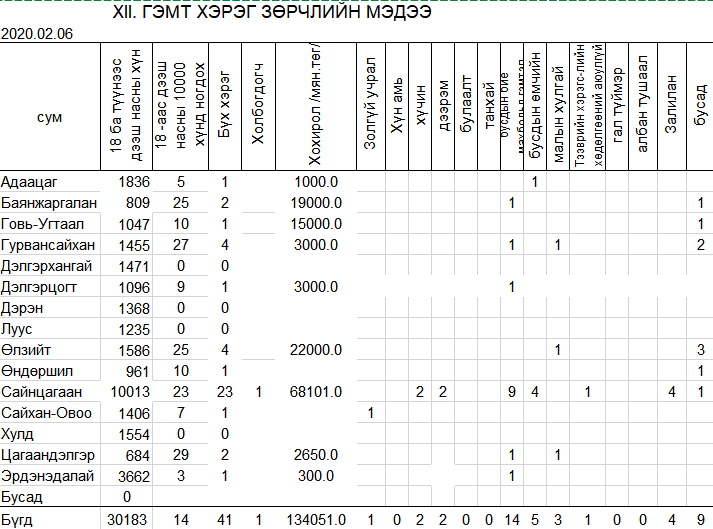 XII. ГЭМТ ХЭРЭГ ЗӨРЧЛИЙН МЭДЭЭ
2020.02.06
сум 18 ба түүнээс дээш насны хүн 18 -аас дээш насны 10000 хүнд ногдох Бүх хэрэг Холбогдогч Хохирол /мян.төг/ Золгүй учрал Хүн амь хүчин дээрэм булаалт танхай бусдын бие бусдын өмчийн малын хулгай Тээврийн хэрэгс-лийн хөдөлгөөний аюулгүй гал түймэр албан тушаал Залилан бусад
Адаацаг 1836 5 1 1000.0 1
Баянжаргалан 809 25 2 19000.0 1 1
Говь-Угтаал 1047 10 1 15000.0 1
Гурвансайхан 1455 27 4 3000.0 1 1 2
Дэлгэрхангай 1471 0 0
Дэлгэрцогт 1096 9 1 3000.0 1
Дэрэн 1368 0 0
Луус 1235 0 0
Өлзийт 1586 25 4 22000.0 1 3
Өндөршил 961 10 1 1
Сайнцагаан 10013 23 23 1 68101.0 2 2 9 4 1 4 1
Сайхан-Овоо 1406 7 1 1
Хулд 1554 0 0
Цагаандэлгэр 684 29 2 2650.0 1 1
Эрдэнэдалай 3662 3 1 300.0 1
Бусад 0
Бүгд 30183 14 41 1 134051.0 1 0 2 2 0 0 14 5 3 1 0 0 4 9